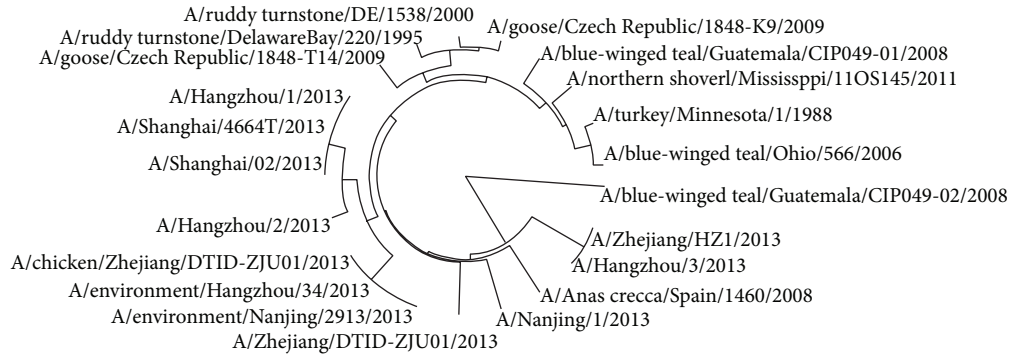 A/ruddy turnstone/DE/1538/2000
A/goose/Czech Republic/1848-K9/2009
A/ruddy turnstone/DelawareBay/220/1995
A/blue-winged teal/Guatemala/CIP049-01/2008
A/goose/Czech Republic/1848-T14/2009
A/northern shoverl/Mississppi/11OS145/2011
A/Hangzhou/1/2013
A/turkey/Minnesota/1/1988
A/Shanghai/4664T/2013
A/blue-winged teal/Ohio/566/2006
A/Shanghai/02/2013
A/blue-winged teal/Guatemala/CIP049-02/2008
A/Hangzhou/2/2013
A/Zhejiang/HZ1/2013
A/chicken/Zhejiang/DTID-ZJU01/2013
A/Hangzhou/3/2013
A/environment/Hangzhou/34/2013
A/Anas crecca/Spain/1460/2008
A/environment/Nanjing/2913/2013
A/Nanjing/1/2013
A/Zhejiang/DTID-ZJU01/2013